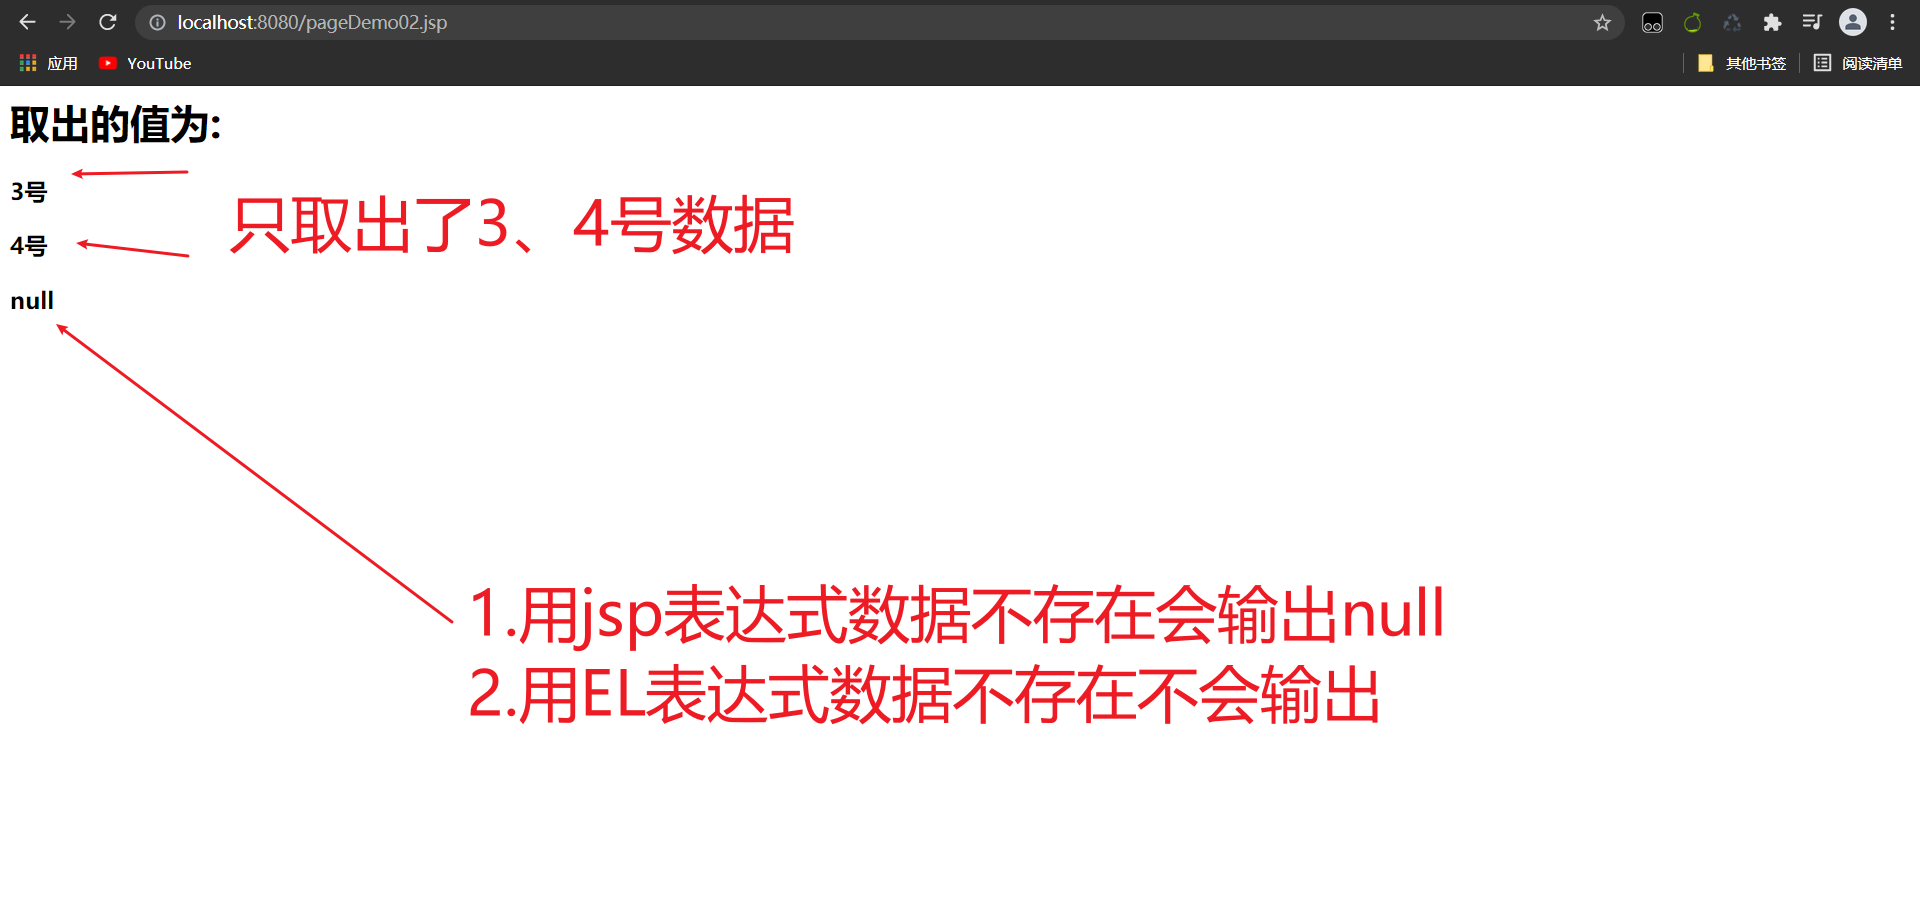 localhost:8080/pageDemo02.jsp
应用 YouTube 其他书签 阅读清单
取出的值为:
3号
4号
null
只取出了3、4号数据
1.用jsp表达式数据不存在会输出null
2.用EL表达式数据不存在不会输出